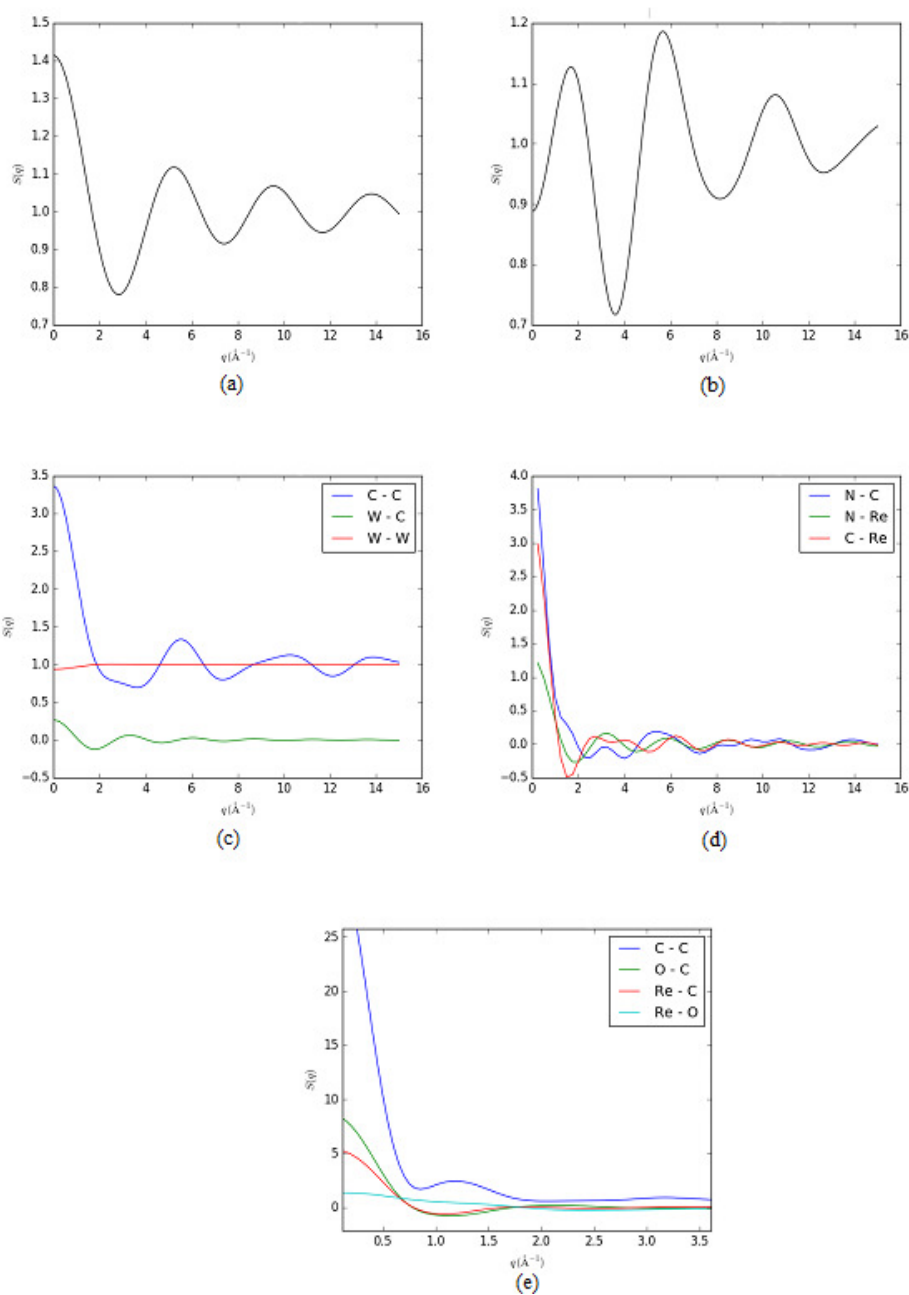 1.5
1.4
1.3
1.2
1.1
1.0
0.9
0.8
0.7
S(q)
0 2 4 6 8 10 12 14 16
q(Å⁻¹)
(a)
1.2
1.1
1.0
0.9
0.8
0.7
S(q)
0 2 4 6 8 10 12 14 16
q(Å⁻¹)
(b)
3.5
3.0
2.5
2.0
1.5
1.0
0.5
0.0
−0.5
S(q)
C - C
W - C
W - W
0 2 4 6 8 10 12 14 16
q(Å⁻¹)
(c)
4.0
3.5
3.0
2.5
2.0
1.5
1.0
0.5
0.0
−0.5
S(q)
N - C
N - Re
C - Re
0 2 4 6 8 10 12 14 16
q(Å⁻¹)
(d)
25
20
15
10
5
0
S(q)
C - C
O - C
Re - C
Re - O
0.5 1.0 1.5 2.0 2.5 3.0 3.5
q(Å⁻¹)
(e)